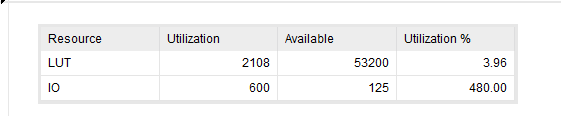 Resource Utilization Available Utilization %
LUT 2108 53200 3.96
IO 600 125 480.00